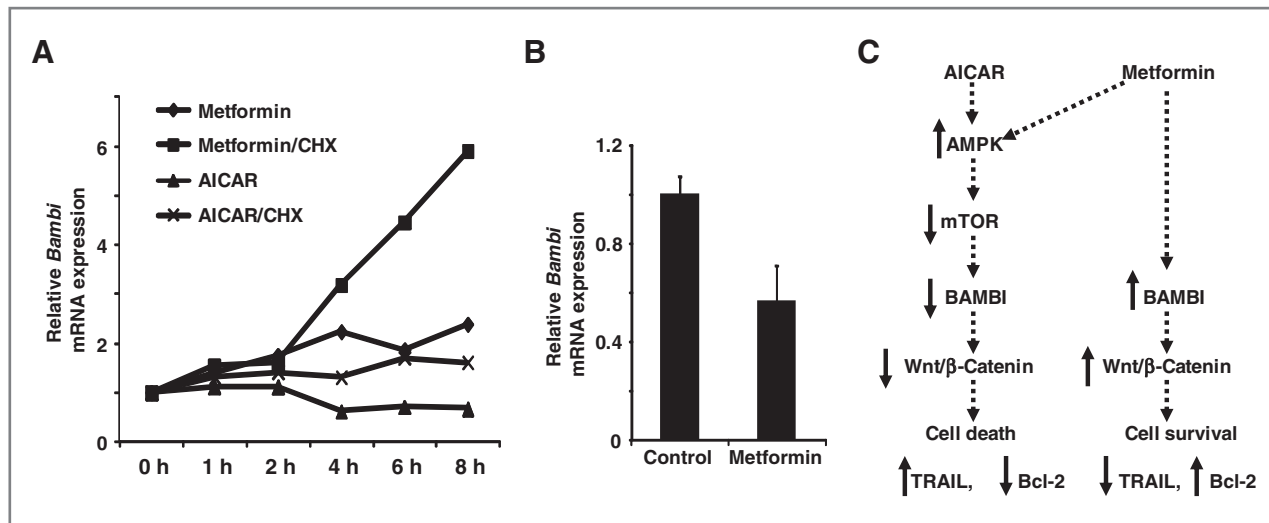 A
Relative Bambi
mRNA expression
6
4
2
0
Metformin
Metformin/CHX
AICAR
AICAR/CHX
0 h 1 h 2 h 4 h 6 h 8 h
B
Relative Bambi
mRNA expression
1.2
0.8
0.4
0
Control Metformin
C
AICAR Metformin
AMPK
mTOR
BAMBI BAMBI
Wnt/β-Catenin Wnt/β-Catenin
Cell death Cell survival
TRAIL, Bcl-2 TRAIL, Bcl-2